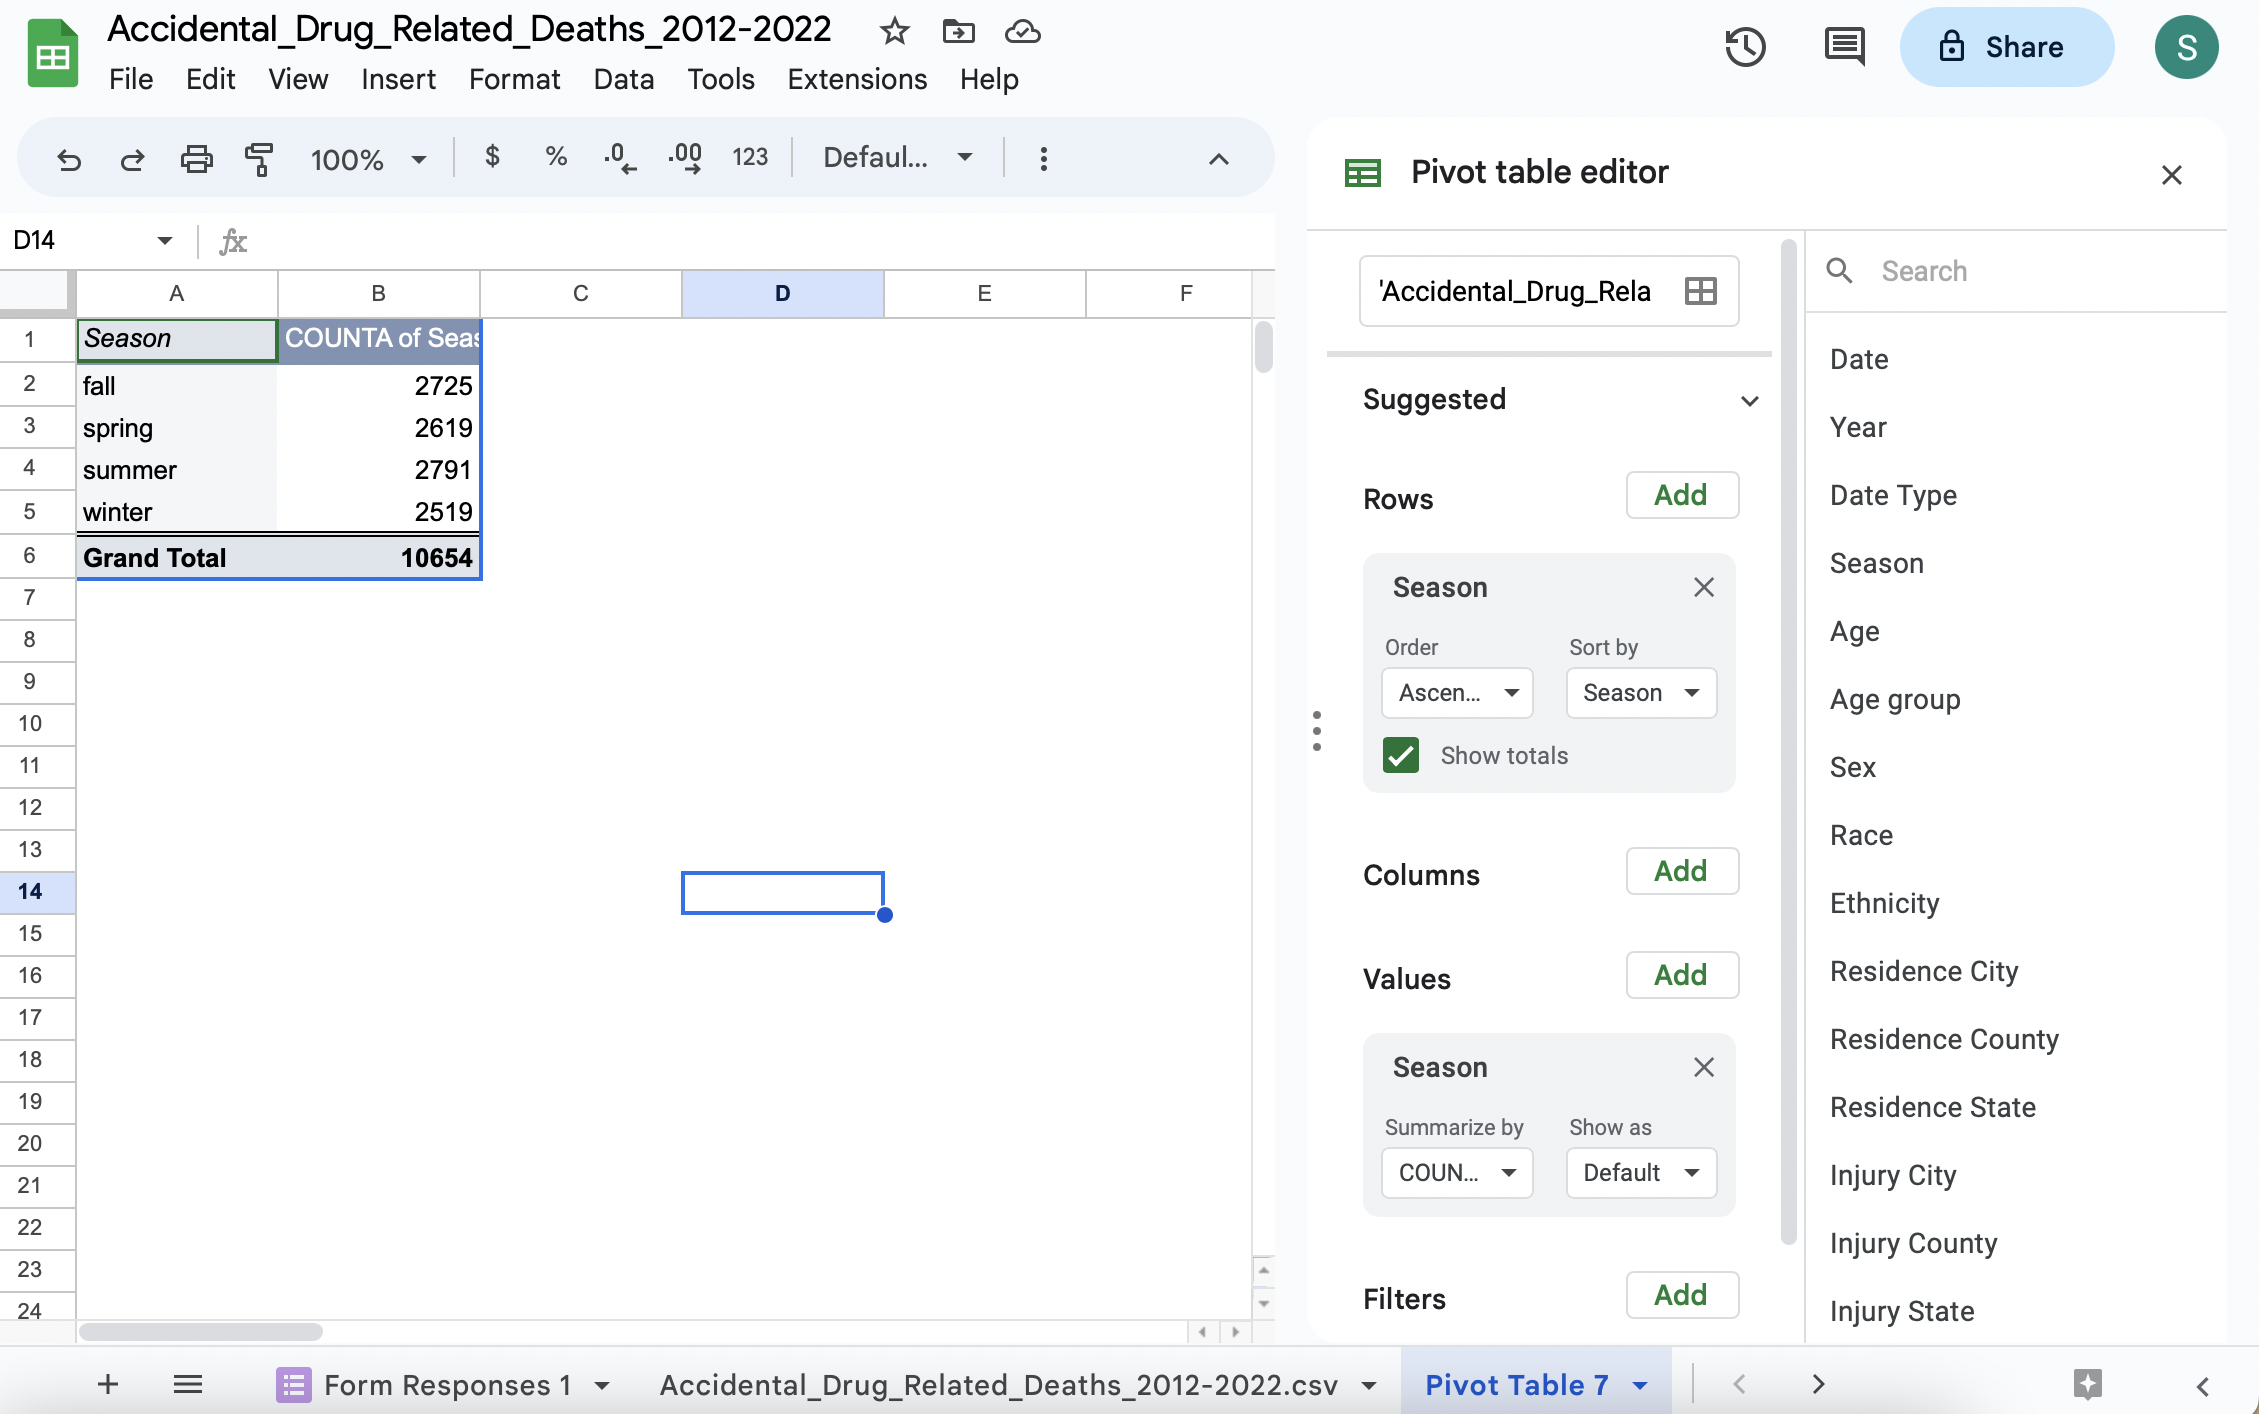 Accidental_Drug_Related_Deaths_2012-2022
File Edit View Insert Format Data Tools Extensions Help
Share
S
100% $ % .0 .00 123 Defaul...
D14 fx
A B C D E F
1 Season COUNTA of Seas
2 fall 2725
3 spring 2619
4 summer 2791
5 winter 2519
6 Grand Total 10654
7
8
9
10
11
12
13
14
15
16
17
18
19
20
21
22
23
24
Pivot table editor
'Accidental_Drug_Rela
Suggested
Rows Add
Season
Order Sort by
Ascen... Season
Show totals
Columns Add
Values Add
Season
Summarize by Show as
COUN... Default
Filters Add
Search
Date
Year
Date Type
Season
Age
Age group
Sex
Race
Ethnicity
Residence City
Residence County
Residence State
Injury City
Injury County
Injury State
Form Responses 1 Accidental_Drug_Related_Deaths_2012-2022.csv Pivot Table 7